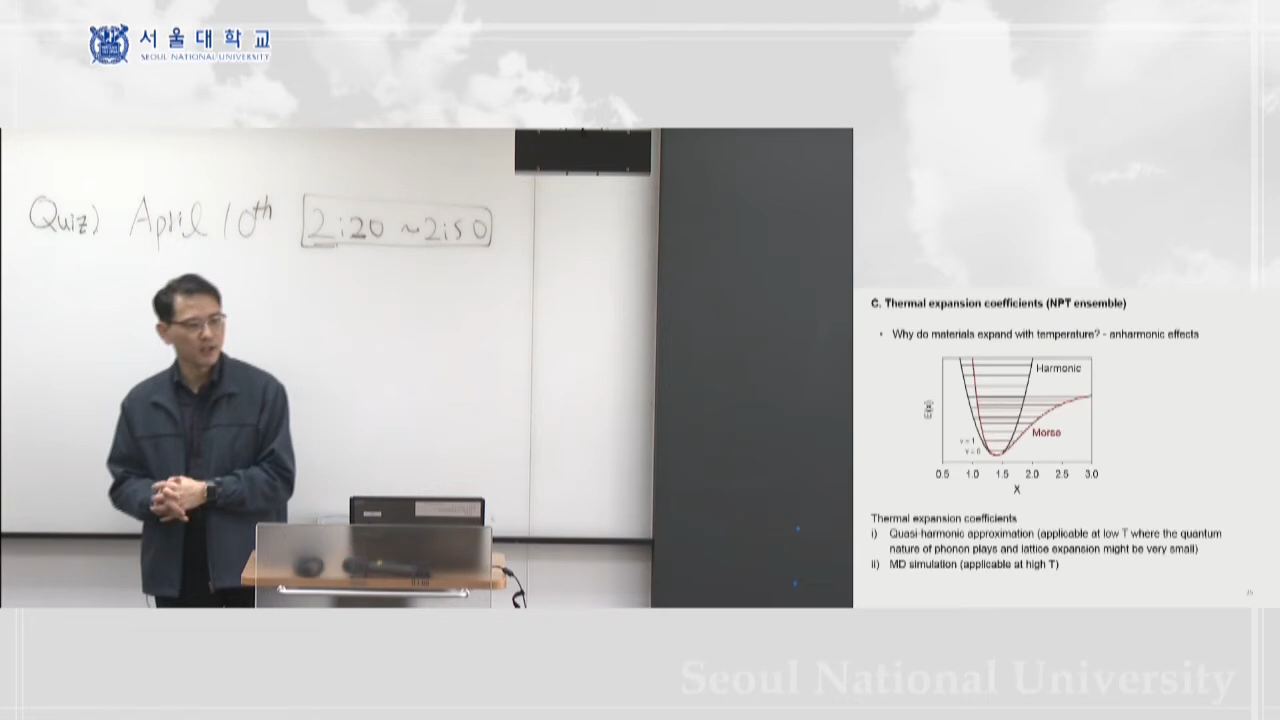 서울대학교
SEOUL NATIONAL UNIVERSITY
Quiz) April 10th 2:20 ~ 2:50
C. Thermal expansion coefficients (NPT ensemble)
• Why do materials expand with temperature? - anharmonic effects
Harmonic
E(x)
Morse
v = 1
v = 0
0.5 1.0 1.5 2.0 2.5 3.0
X
Thermal expansion coefficients
i) Quasi-harmonic approximation (applicable at low T where the quantum
nature of phonon plays and lattice expansion might be very small)
ii) MD simulation (applicable at high T)
Seoul National University